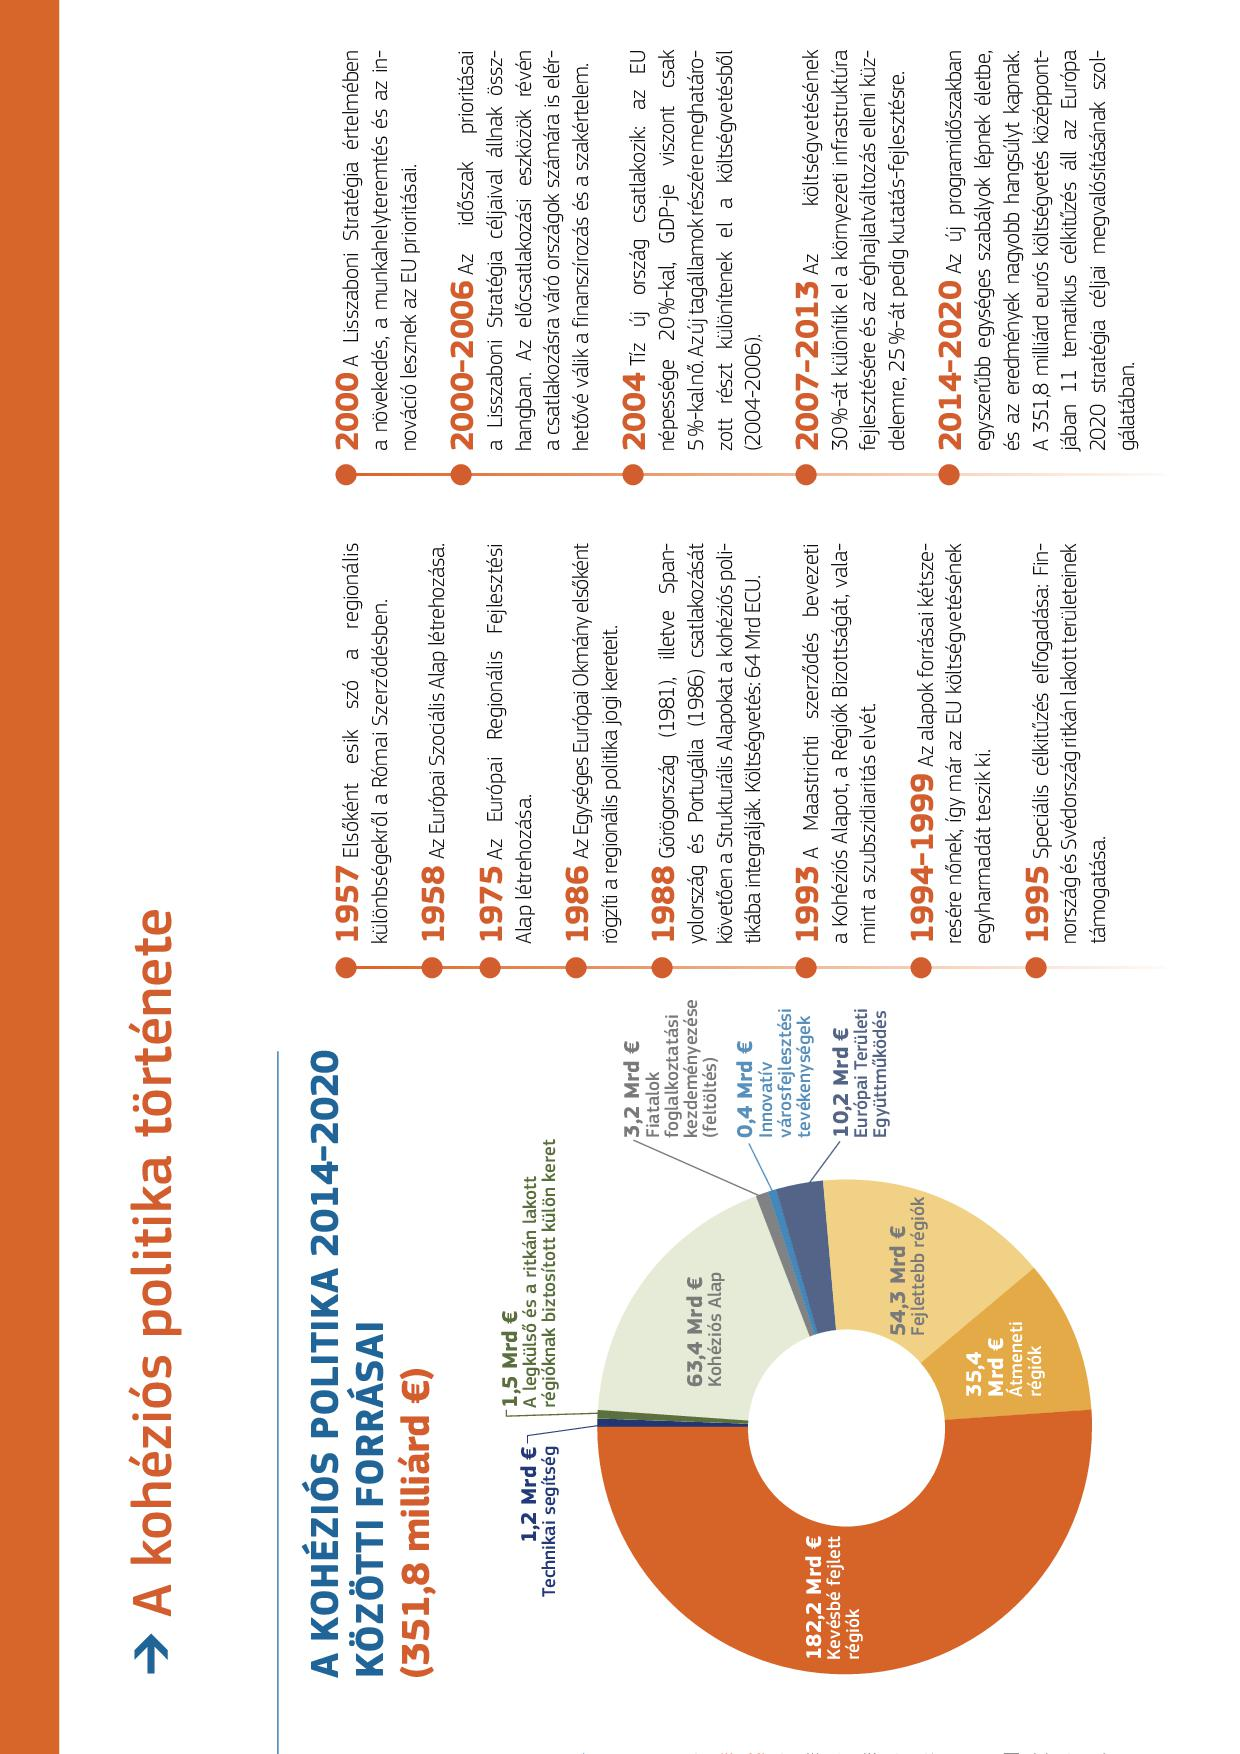 → A kohéziós politika története
A KOHÉZIÓS POLITIKA 2014–2020
KÖZÖTTI FORRÁSAI
(351,8 milliárd €)
1,2 Mrd €
Technikai segítség
1,5 Mrd €
A legkülső és a ritkán lakott
régióknak biztosított külön keret
63,4 Mrd €
Kohéziós Alap
3,2 Mrd €
Fiatalok
foglalkoztatási
kezdeményezése
(feltöltés)
0,4 Mrd €
Innovatív
városfejlesztési
tevékenységek
10,2 Mrd €
Európai Területi
Együttműködés
54,3 Mrd €
Fejlettebb régiók
35,4
Mrd €
Átmeneti
régiók
182,2 Mrd €
Kevésbé fejlett
régiók
1957 Elsőként esik szó a regionális
különbségekről a Római Szerződésben.
1958 Az Európai Szociális Alap létrehozása.
1975 Az Európai Regionális Fejlesztési
Alap létrehozása.
1986 Az Egységes Európai Okmány elsőként
rögzíti a regionális politika jogi kereteit.
1988 Görögország (1981), illetve Span-
yolország és Portugália (1986) csatlakozását
követően a Strukturális Alapokat a kohéziós poli-
tikába integrálják. Költségvetés: 64 Mrd ECU.
1993 A Maastrichti szerződés bevezeti
a Kohéziós Alapot, a Régiók Bizottságát, vala-
mint a szubszidiaritás elvét.
1994–1999 Az alapok forrásai kétsze-
resére nőnek, így már az EU költségvetésének
egyharmadát teszik ki.
1995 Speciális célkitűzés elfogadása: Fin-
nország és Svédország ritkán lakott területeinek
támogatása.
2000 A Lisszaboni Stratégia értelmében
a növekedés, a munkahelyteremtés és az in-
nováció lesznek az EU prioritásai.
2000–2006 Az időszak prioritásai
a Lisszaboni Stratégia céljaival állnak össz-
hangban. Az előcsatlakozási eszközök révén
a csatlakozásra váró országok számára is elér-
hetővé válik a finanszírozás és a szakértelem.
2004 Tíz új ország csatlakozik: az EU
népessége 20%-kal, GDP-je viszont csak
5%-kal nő. Az új tagállamok részére meghatáro-
zott részt különítenek el a költségvetésből
(2004-2006).
2007–2013 Az költségvetésének
30%-át különítik el a környezeti infrastruktúra
fejlesztésére és az éghajlatváltozás elleni küz-
delemre, 25%-át pedig kutatás-fejlesztésre.
2014–2020 Az új programidőszakban
egyszerűbb egységes szabályok lépnek életbe,
és az eredmények nagyobb hangsúlyt kapnak.
A 351,8 milliárd eurós költségvetés középpont-
jában 11 tematikus célkitűzés áll az Európa
2020 stratégia céljai megvalósításának szol-
gálatában.